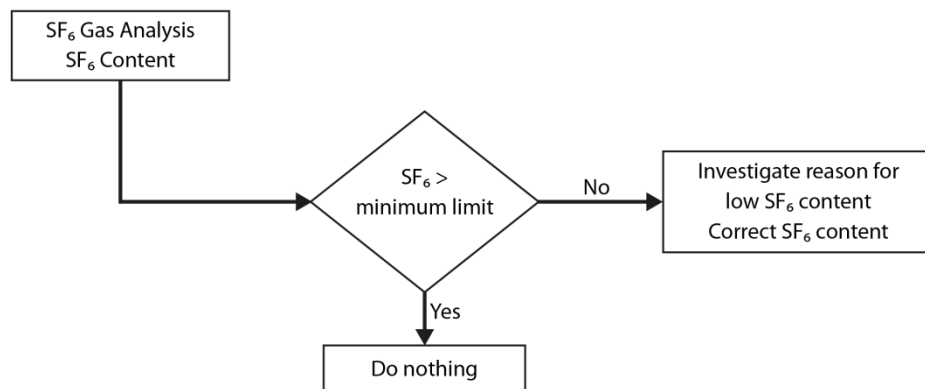 SF₆ Gas Analysis
SF₆ Content
SF₆ >
minimum limit
No
Investigate reason for
low SF₆ content
Correct SF₆ content
Yes
Do nothing